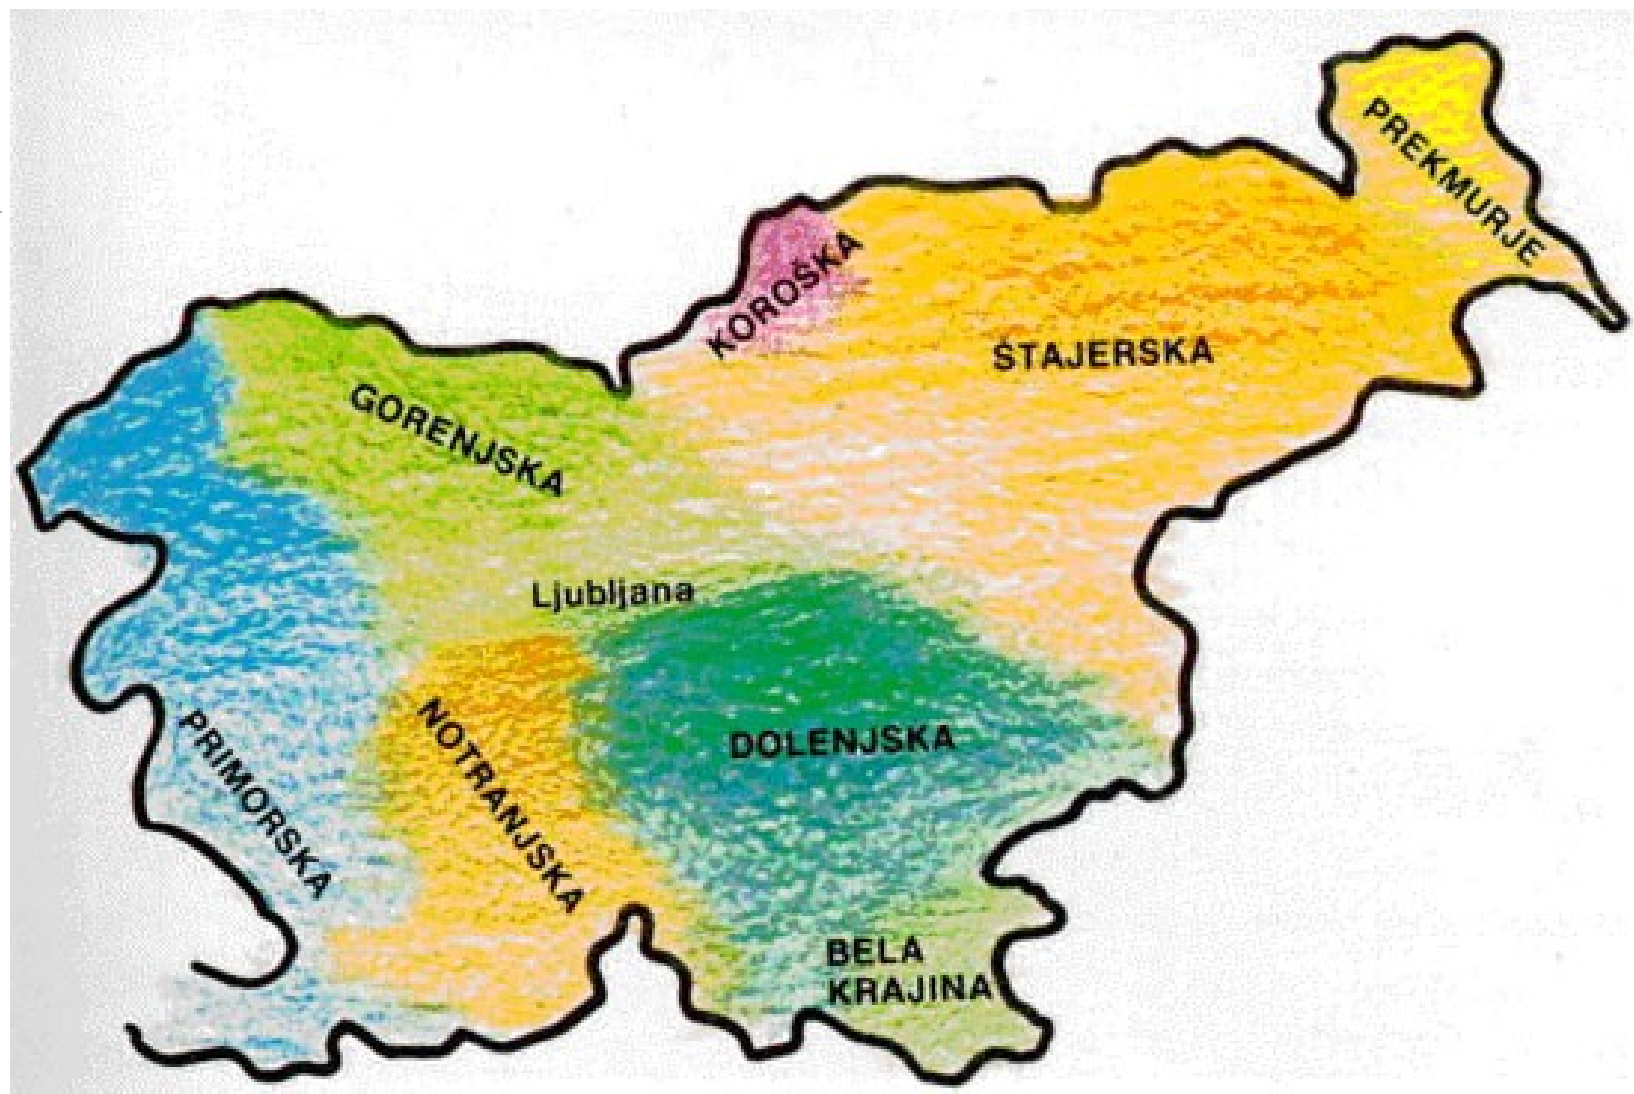 PREKMURJE
KOROŠKA
ŠTAJERSKA
GORENJSKA
Ljubljana
NOTRANJSKA
PRIMORSKA
DOLENJSKA
BELA
KRAJINA